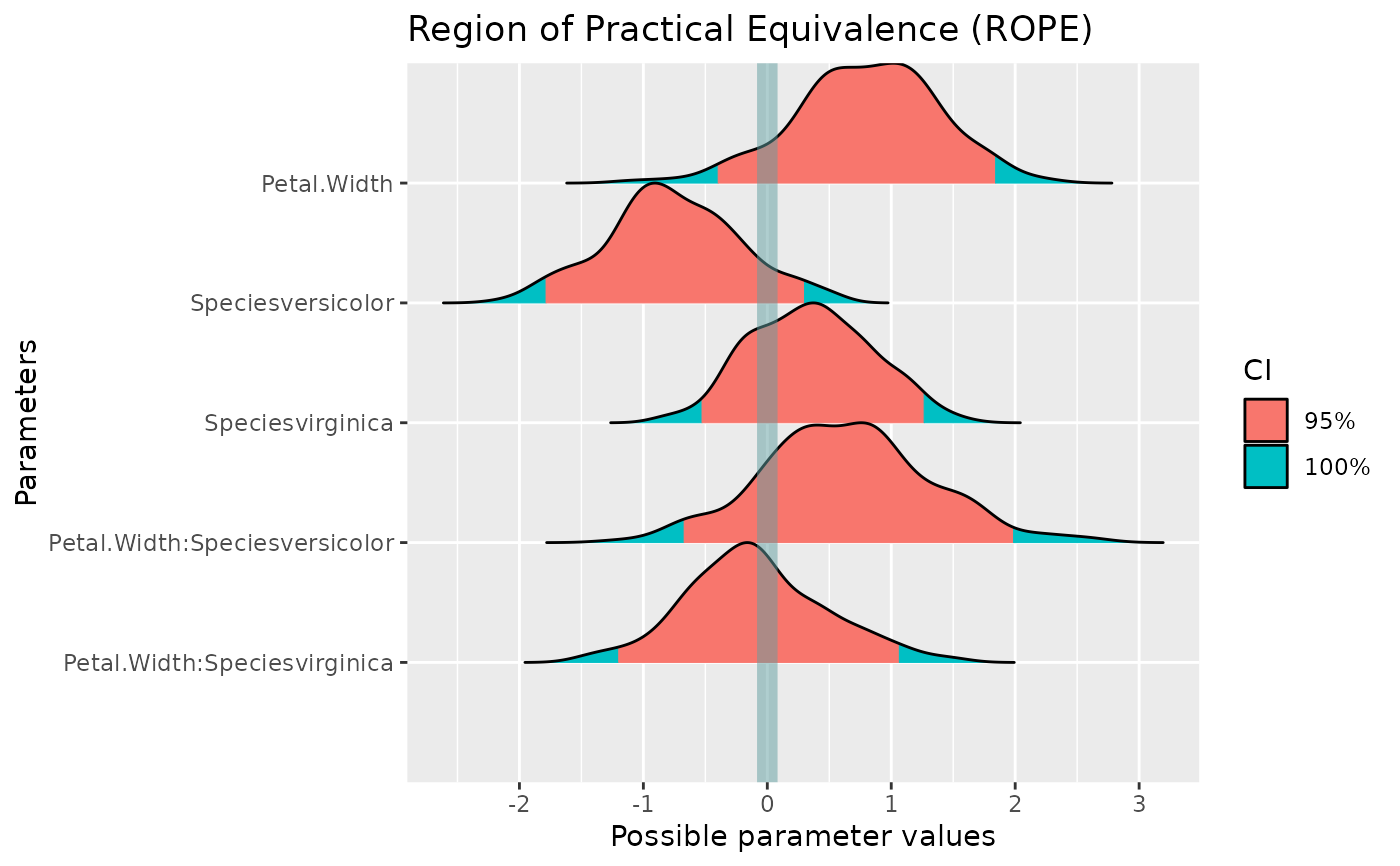 Region of Practical Equivalence (ROPE)
Parameters
Petal.Width
Speciesversicolor
Speciesvirginica
Petal.Width:Speciesversicolor
Petal.Width:Speciesvirginica
-2 -1 0 1 2 3
Possible parameter values
CI
95%
100%